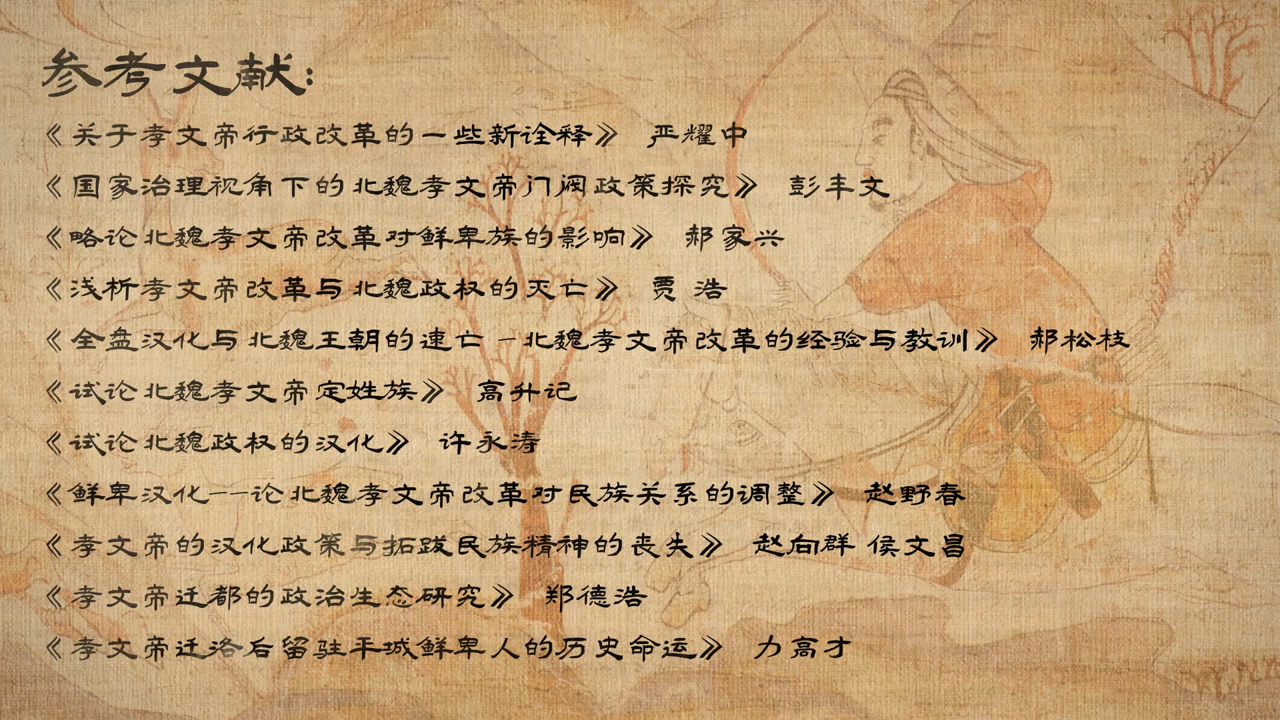 参考文献:
《关于孝文帝行政改革的一些新诠释》 严耀中
《国家治理视角下的北魏孝文帝门阀政策探究》 彭丰文
《略论北魏孝文帝改革对鲜卑族的影响》 郝家兴
《浅析孝文帝改革与北魏政权的灭亡》 贾 浩
《全盘汉化与北魏王朝的速亡 -北魏孝文帝改革的经验与教训》 郝松枝
《试论北魏孝文帝定姓族》 高升记
《试论北魏政权的汉化》 许永涛
《鲜卑汉化--论北魏孝文帝改革对民族关系的调整》 赵野春
《孝文帝的汉化政策与拓跋民族精神的丧失》 赵向群 侯文昌
《孝文帝迁都的政治生态研究》 郑德浩
《孝文帝迁洛后留驻平城鲜卑人的历史命运》 力高才